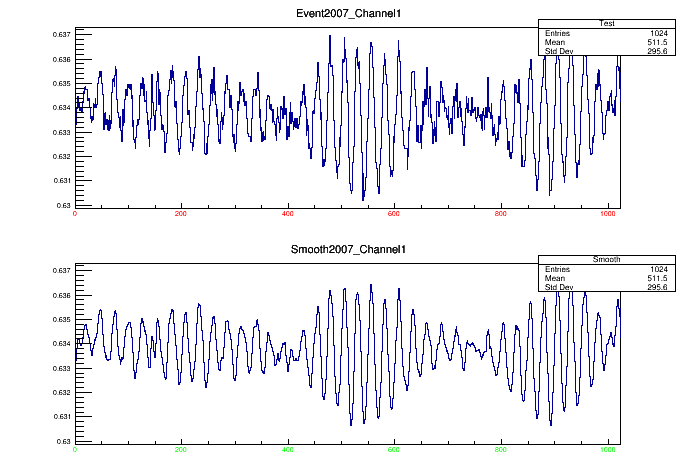 Event2007_Channel1
Test
Entries 1024
Mean 511.5
Std Dev 295.6
0.637
0.636
0.635
0.634
0.633
0.632
0.631
0.63
0 200 400 600 800 1000
Smooth2007_Channel1
Smooth
Entries 1024
Mean 511.5
Std Dev 295.6
0.637
0.636
0.635
0.634
0.633
0.632
0.631
0.63
0 200 400 600 800 1000